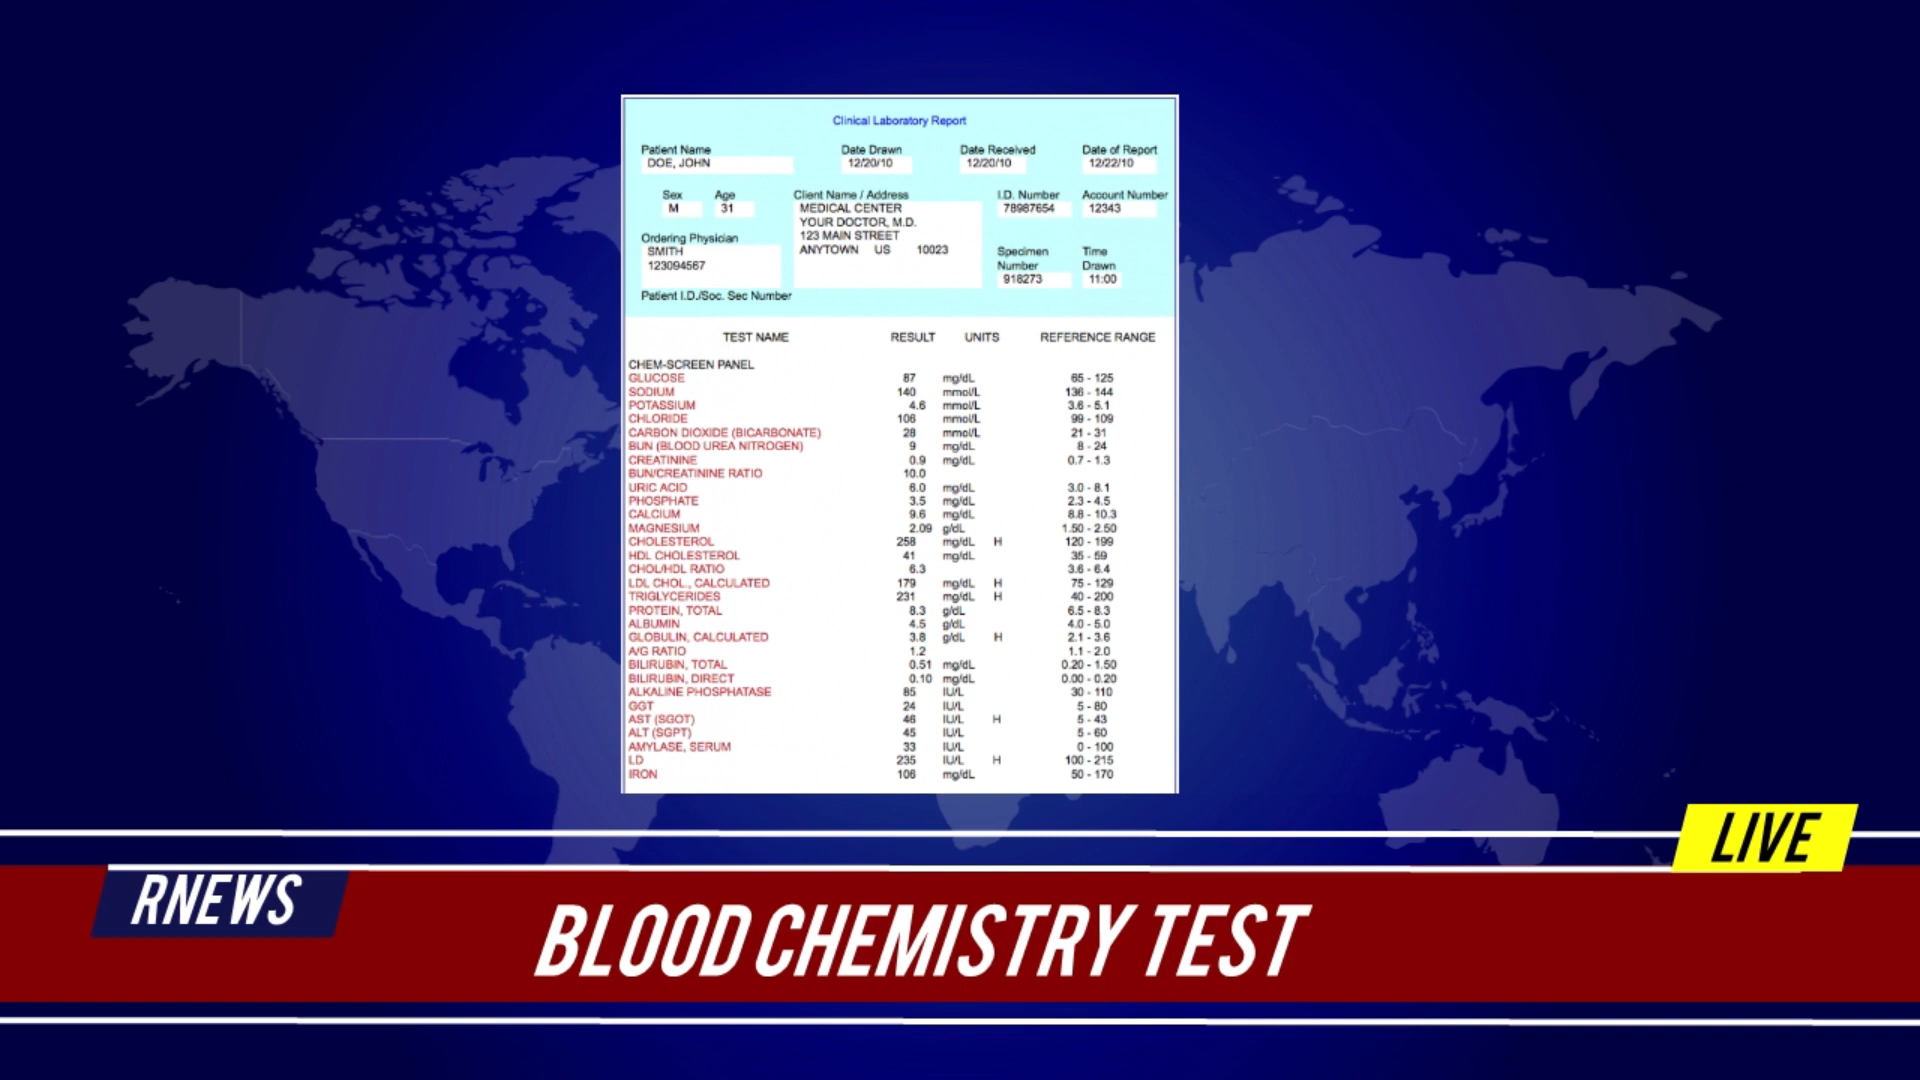 Clinical Laboratory Report
Patient Name Date Drawn Date Received Date of Report
DOE, JOHN 12/20/10 12/20/10 12/22/10
Sex Age Client Name / Address I.D. Number Account Number
M 31 MEDICAL CENTER 78987654 12343
YOUR DOCTOR, M.D.
123 MAIN STREET
Ordering Physician
SMITH ANYTOWN US 10023 Specimen Time
123094567 Number Drawn
918273 11:00
Patient I.D./Soc. Sec Number
TEST NAME RESULT UNITS REFERENCE RANGE
CHEM-SCREEN PANEL
GLUCOSE 87 mg/dL 65 - 125
SODIUM 140 mmol/L 136 - 144
POTASSIUM 4.6 mmol/L 3.6 - 5.1
CHLORIDE 106 mmol/L 99 - 109
CARBON DIOXIDE (BICARBONATE) 28 mmol/L 21 - 31
BUN (BLOOD UREA NITROGEN) 9 mg/dL 8 - 24
CREATININE 0.9 mg/dL 0.7 - 1.3
BUN/CREATININE RATIO 10.0
URIC ACID 6.0 mg/dL 3.0 - 8.1
PHOSPHATE 3.5 mg/dL 2.3 - 4.5
CALCIUM 9.6 mg/dL 8.8 - 10.3
MAGNESIUM 2.09 g/dL 1.50 - 2.50
CHOLESTEROL 258 mg/dL H 120 - 199
HDL CHOLESTEROL 41 mg/dL 35 - 59
CHOL/HDL RATIO 6.3 3.6 - 6.4
LDL CHOL., CALCULATED 179 mg/dL H 75 - 129
TRIGLYCERIDES 231 mg/dL H 40 - 200
PROTEIN, TOTAL 8.3 g/dL 6.5 - 8.3
ALBUMIN 4.5 g/dL 4.0 - 5.0
GLOBULIN, CALCULATED 3.8 g/dL H 2.1 - 3.6
A/G RATIO 1.2 1.1 - 2.0
BILIRUBIN, TOTAL 0.51 mg/dL 0.20 - 1.50
BILIRUBIN, DIRECT 0.10 mg/dL 0.00 - 0.20
ALKALINE PHOSPHATASE 85 IU/L 30 - 110
GGT 24 IU/L 5 - 80
AST (SGOT) 46 IU/L H 5 - 43
ALT (SGPT) 45 IU/L 5 - 60
AMYLASE, SERUM 33 IU/L 0 - 100
LD 235 IU/L H 100 - 215
IRON 106 mg/dL 50 - 170
LIVE
RNEWS
BLOOD CHEMISTRY TEST